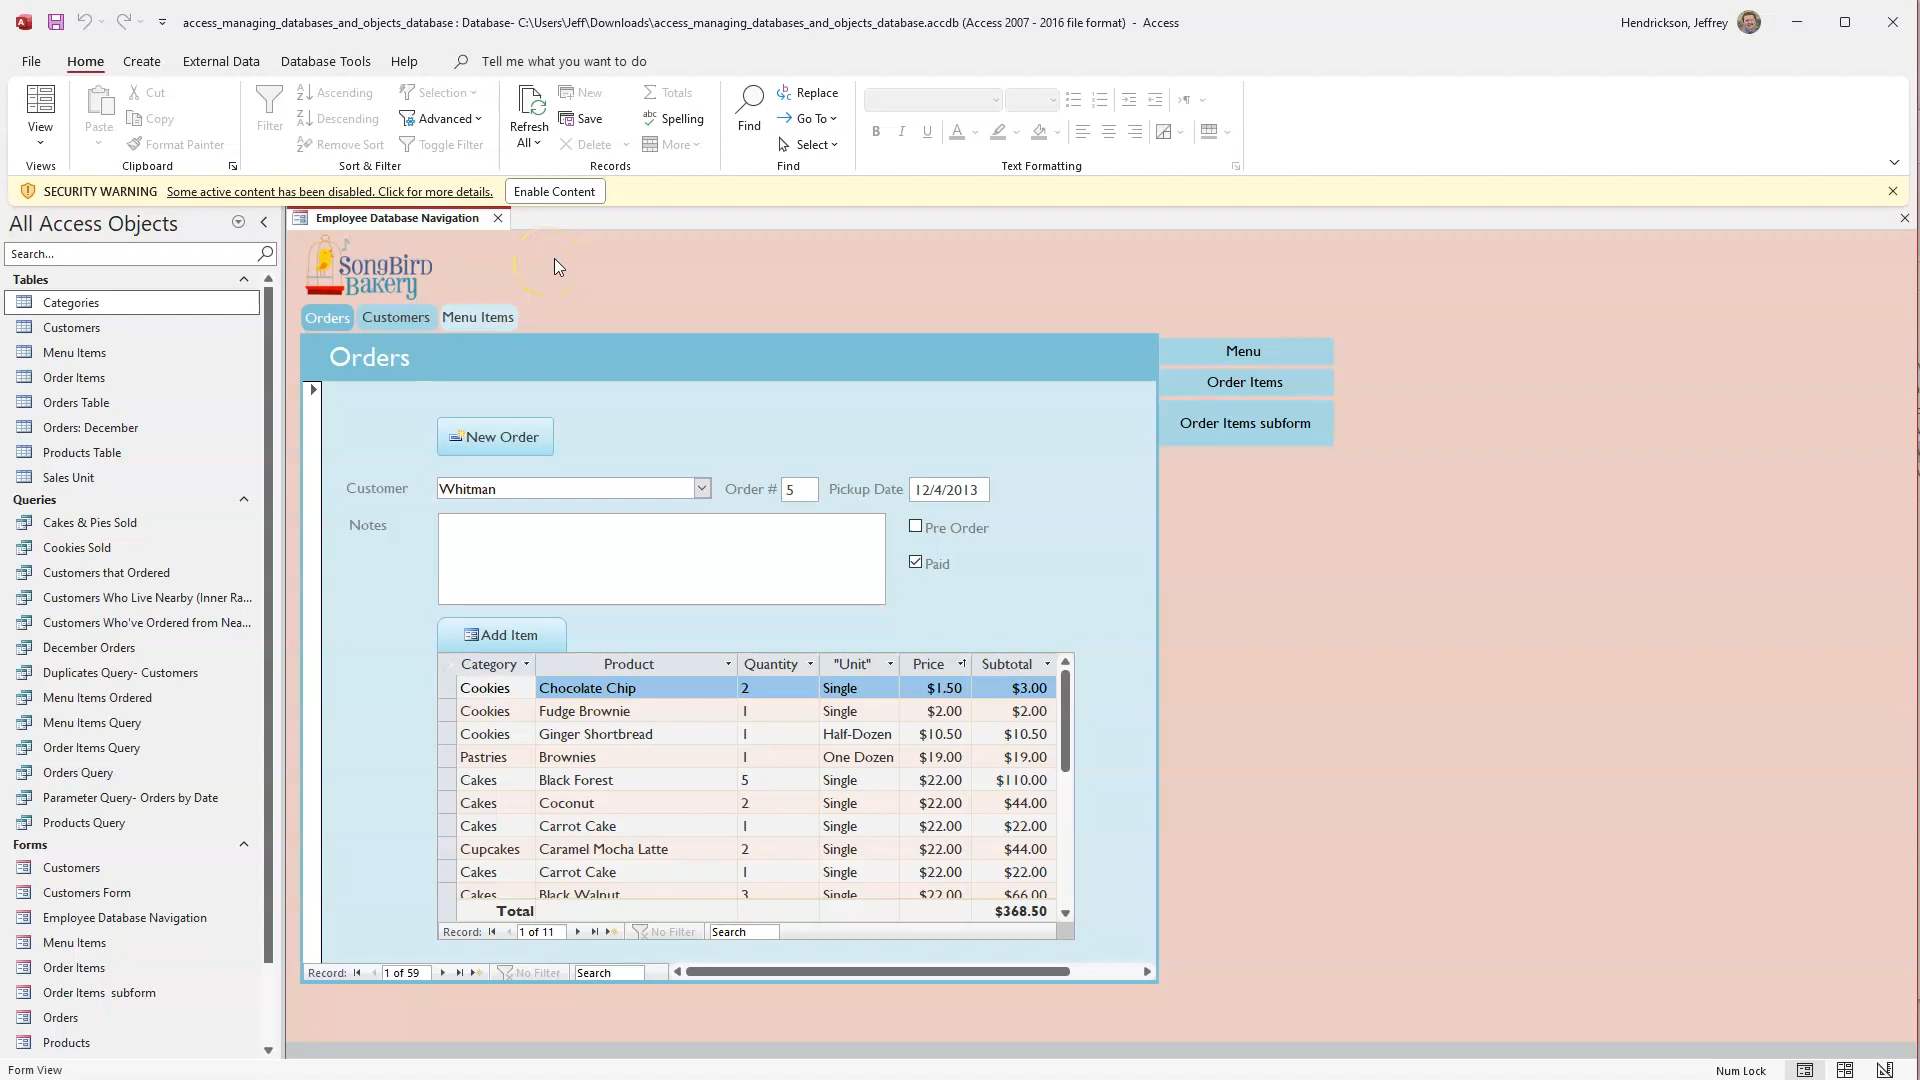 access_managing_databases_and_objects_database : Database- C:\Users\Jeff\Downloads\access_managing_databases_and_objects_database.accdb (Access 2007 - 2016 file format) - Access
Hendrickson, Jeffrey
File Home Create External Data Database Tools Help Tell me what you want to do
View
Views
Paste
Cut
Copy
Format Painter
Clipboard
Filter
Ascending
Descending
Remove Sort
Selection
Advanced
Toggle Filter
Sort & Filter
Refresh
All
New
Save
Delete
Totals
Spelling
More
Records
Find
Replace
Go To
Select
Find
B I U A
Text Formatting
SECURITY WARNING Some active content has been disabled. Click for more details. Enable Content
All Access Objects
Search...
Tables
Categories
Customers
Menu Items
Order Items
Orders Table
Orders: December
Products Table
Sales Unit
Queries
Cakes & Pies Sold
Cookies Sold
Customers that Ordered
Customers Who Live Nearby (Inner Ra...
Customers Who've Ordered from Nea...
December Orders
Duplicates Query- Customers
Menu Items Ordered
Menu Items Query
Order Items Query
Orders Query
Parameter Query- Orders by Date
Products Query
Forms
Customers
Customers Form
Employee Database Navigation
Menu Items
Order Items
Order Items subform
Orders
Products
Employee Database Navigation
SongBird
Bakery
Orders Customers Menu Items
Orders
Menu
Order Items
Order Items subform
New Order
Customer Whitman Order # 5 Pickup Date 12/4/2013
Notes
Pre Order
Paid
Add Item
Category Product Quantity "Unit" Price Subtotal
Cookies Chocolate Chip 2 Single $1.50 $3.00
Cookies Fudge Brownie 1 Single $2.00 $2.00
Cookies Ginger Shortbread 1 Half-Dozen $10.50 $10.50
Pastries Brownies 1 One Dozen $19.00 $19.00
Cakes Black Forest 5 Single $22.00 $110.00
Cakes Coconut 2 Single $22.00 $44.00
Cakes Carrot Cake 1 Single $22.00 $22.00
Cupcakes Caramel Mocha Latte 2 Single $22.00 $44.00
Cakes Carrot Cake 1 Single $22.00 $22.00
Cakes Black Walnut 3 Single $22.00 $66.00
Total $368.50
Record: 1 of 11 No Filter Search
Record: 1 of 59 No Filter Search
Form View
Num Lock